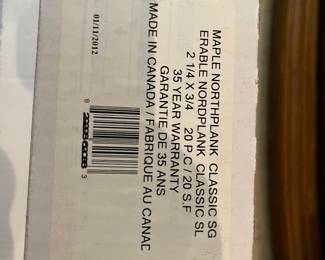 MAPLE NORTHPLANK CLASSIC SG
ERABLE NORDPLANK CLASSIC SL
2 1/4 X 3/4 20 P.C / 20 S.F
35 YEAR WARRANTY
GARANTIE DE 35 ANS
MADE IN CANADA / FABRIQUE AU CANAD
01/11/2012